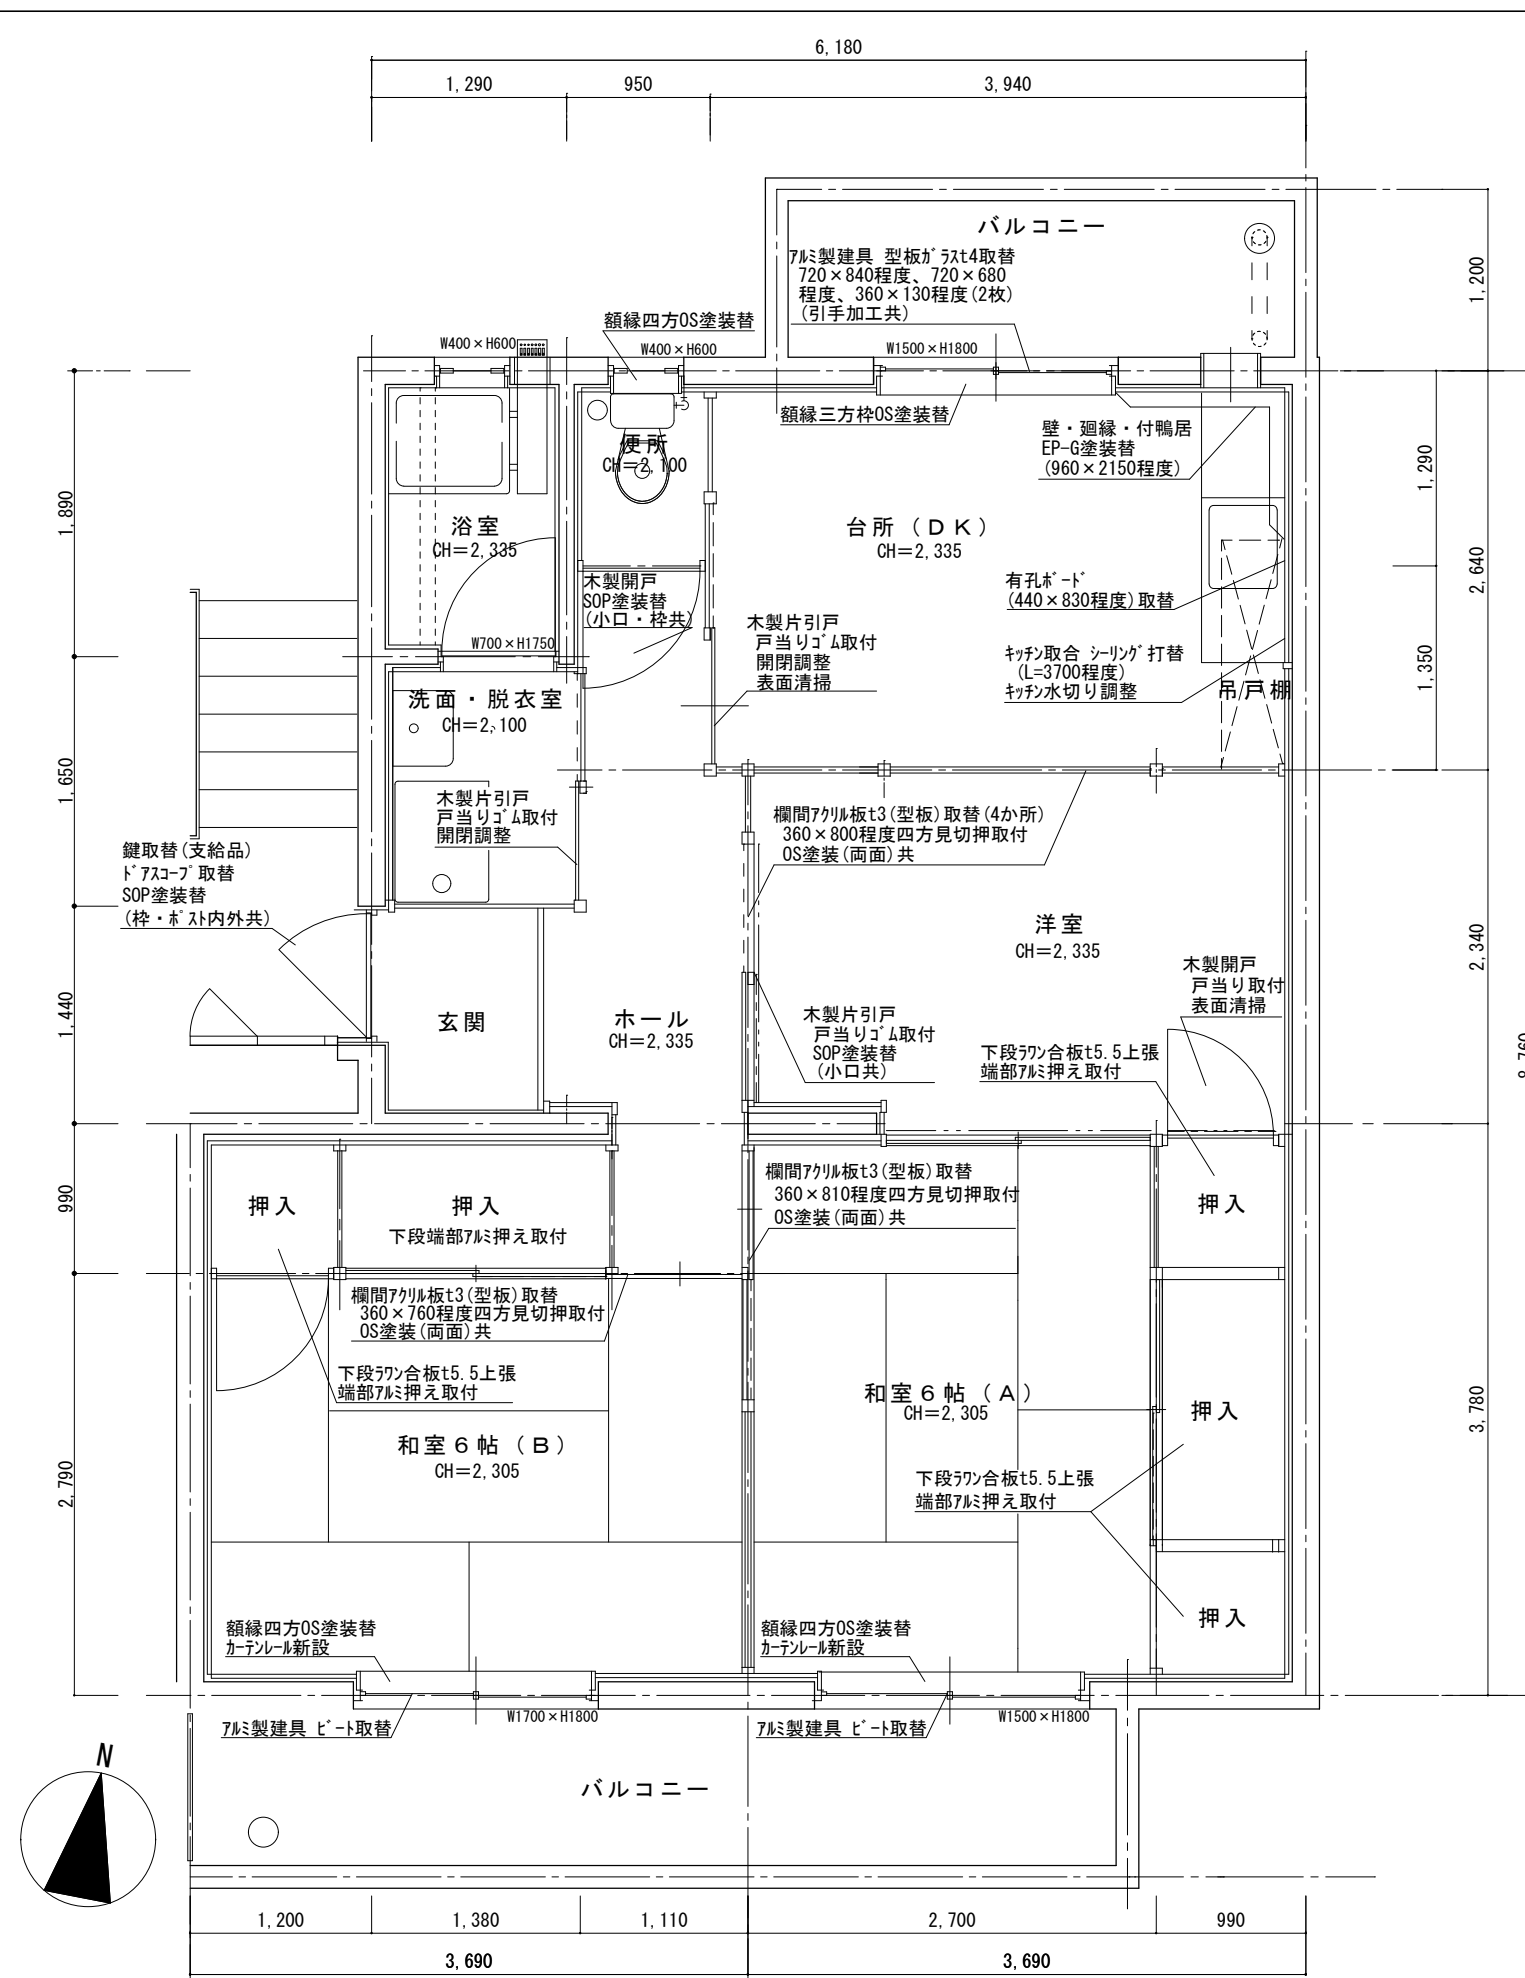 6,180
1,290
950
3,940
バルコニー
アルミ製建具 型板ガラスt4取替
720×840程度、720×680
程度、360×130程度(2枚)
(引手加工共)
1,200
額縁四方OS塗装替
W400×H600
W400×H600
W1500×H1800
額縁三方枠OS塗装替
壁・廻縁・付鴨居
EP-G塗装替
(960×2150程度)
便所
CH=2,100
1,890
1,290
浴室
CH=2,335
台所(DK)
CH=2,335
2,640
木製開戸
SOP塗装替
(小口・枠共)
有孔ボード
(440×830程度)取替
木製片引戸
戸当りゴム取付
開閉調整
表面清掃
W700×H1750
キッチン取合 シーリング打替
(L=3700程度)
キッチン水切り調整
1,350
吊戸棚
洗面・脱衣室
CH=2,100
1,650
木製片引戸
戸当りゴム取付
開閉調整
欄間アクリル板t3(型板)取替(4か所)
360×800程度四方見切押取付
OS塗装(両面)共
鍵取替(支給品)
ドアスコープ取替
SOP塗装替
(枠・ポスト内外共)
洋室
CH=2,335
2,340
木製開戸
戸当り取付
表面清掃
1,440
玄関
ホール
CH=2,335
木製片引戸
戸当りゴム取付
SOP塗装替
(小口共)
下段ラワン合板t5.5上張
端部アルミ押え取付
8,760
990
押入
押入
下段端部アルミ押え取付
欄間アクリル板t3(型板)取替
360×810程度四方見切押取付
OS塗装(両面)共
押入
欄間アクリル板t3(型板)取替
360×760程度四方見切押取付
OS塗装(両面)共
下段ラワン合板t5.5上張
端部アルミ押え取付
和室6帖(A)
CH=2,305
押入
3,780
和室6帖(B)
CH=2,305
2,790
下段ラワン合板t5.5上張
端部アルミ押え取付
押入
額縁四方OS塗装替
カーテンレール新設
額縁四方OS塗装替
カーテンレール新設
アルミ製建具 ビート取替
W1700×H1800
アルミ製建具 ビート取替
W1500×H1800
N
バルコニー
1,200
1,380
1,110
2,700
990
3,690
3,690